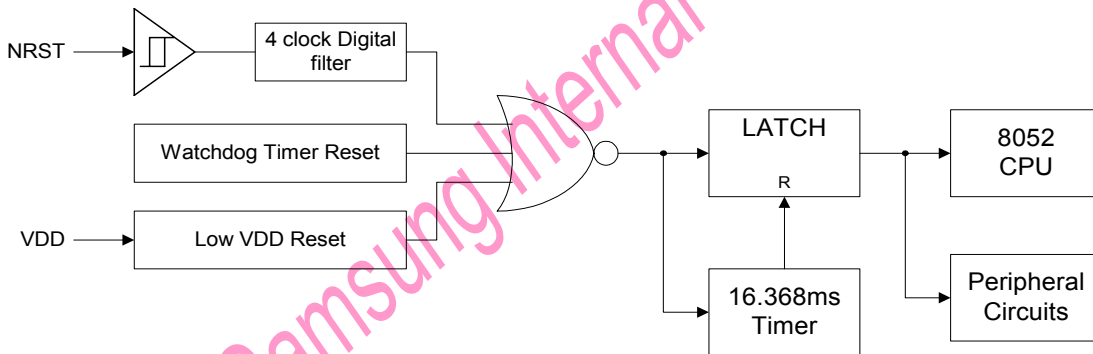 NRST
4 clock Digital
filter
Watchdog Timer Reset
VDD
Low VDD Reset
LATCH
R
16.368ms
Timer
8052
CPU
Peripheral
Circuits
Samsung Internal